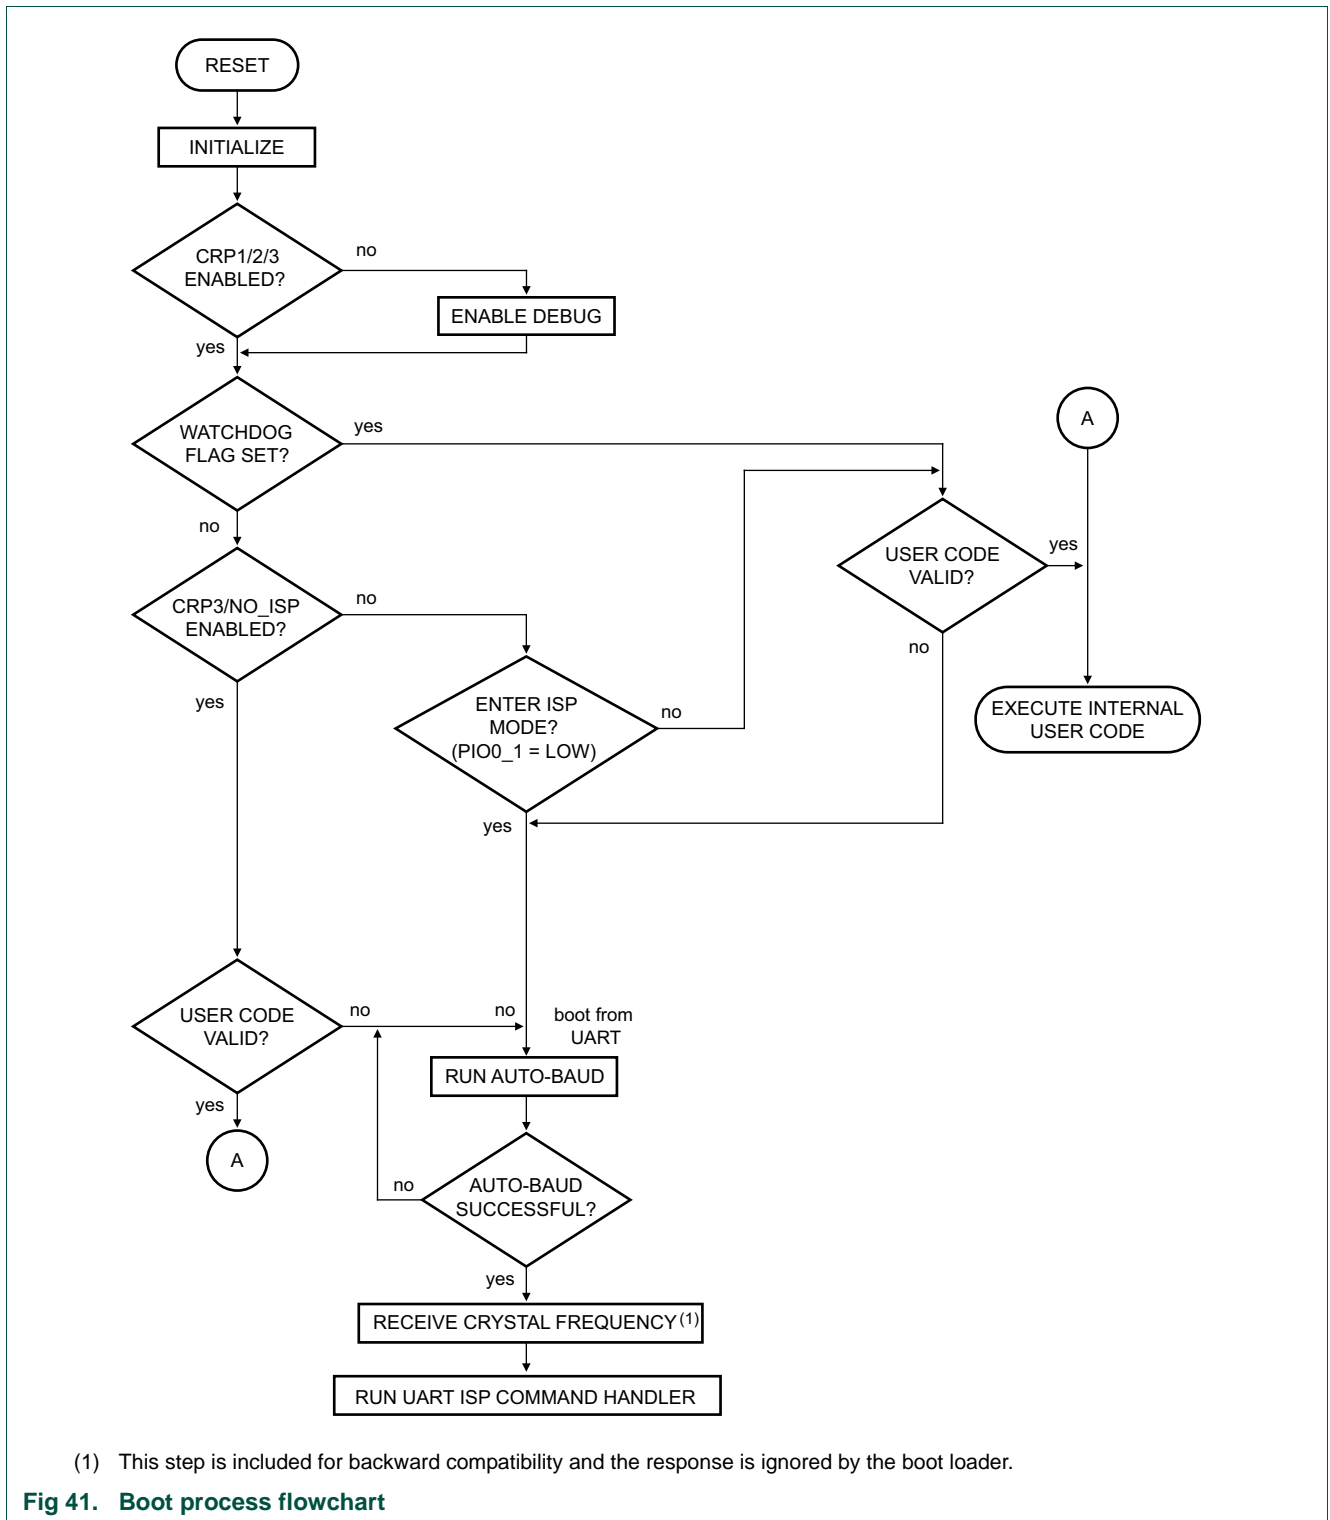 RESET
INITIALIZE
CRP1/2/3
ENABLED?
no
ENABLE DEBUG
yes
WATCHDOG
FLAG SET?
yes
A
no
USER CODE
VALID?
yes
no
CRP3/NO_ISP
ENABLED?
no
yes
ENTER ISP
MODE?
(PIO0_1 = LOW)
no
yes
EXECUTE INTERNAL
USER CODE
USER CODE
VALID?
no
no
boot from
UART
RUN AUTO-BAUD
yes
A
AUTO-BAUD
SUCCESSFUL?
no
yes
RECEIVE CRYSTAL FREQUENCY(1)
RUN UART ISP COMMAND HANDLER
(1) This step is included for backward compatibility and the response is ignored by the boot loader.
Fig 41. Boot process flowchart